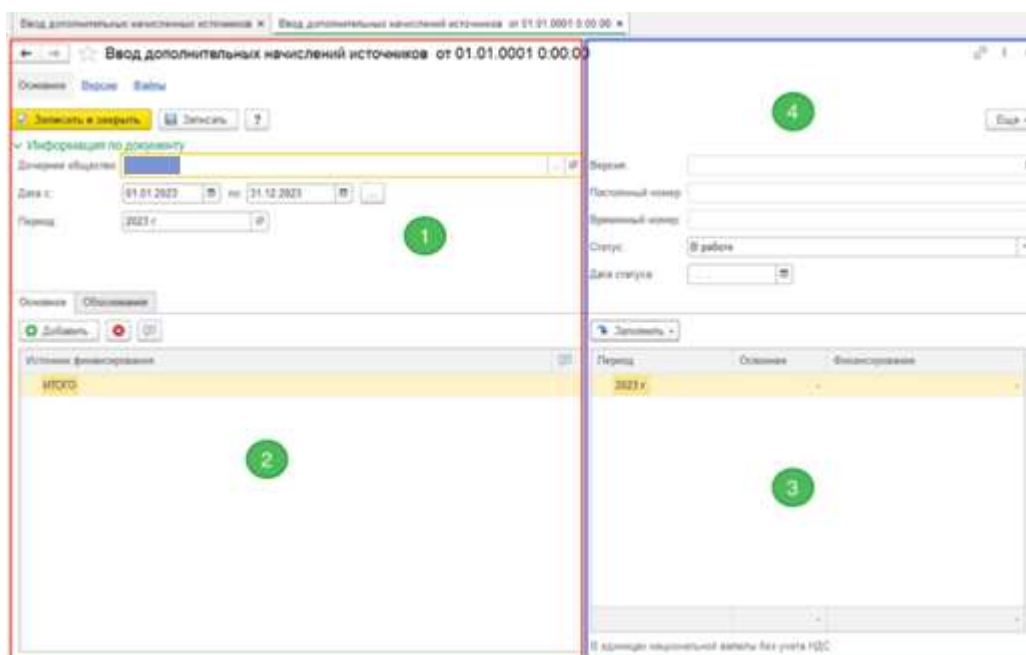 Ввод дополнительных начисленных источников × Ввод дополнительных начислений источников от 01.01.0001 0:00:00 ×
Ввод дополнительных начислений источников от 01.01.0001 0:00:00
Основное Версии Файлы
Записать и закрыть Записать ? Еще
Информация по документу
Дочернее общество: Версия:
Дата с: 01.01.2023 по: 31.12.2023 ... Постоянный номер:
Период: 2023 г Временный номер:
Статус: В работе
Дата статуса:
1
4
Основное Обоснования
Добавить Заполнить
Источник финансирования Период Освоение Финансирование
ИТОГО 2023 г
2
3
В единицах национальной валюты без учета НДС